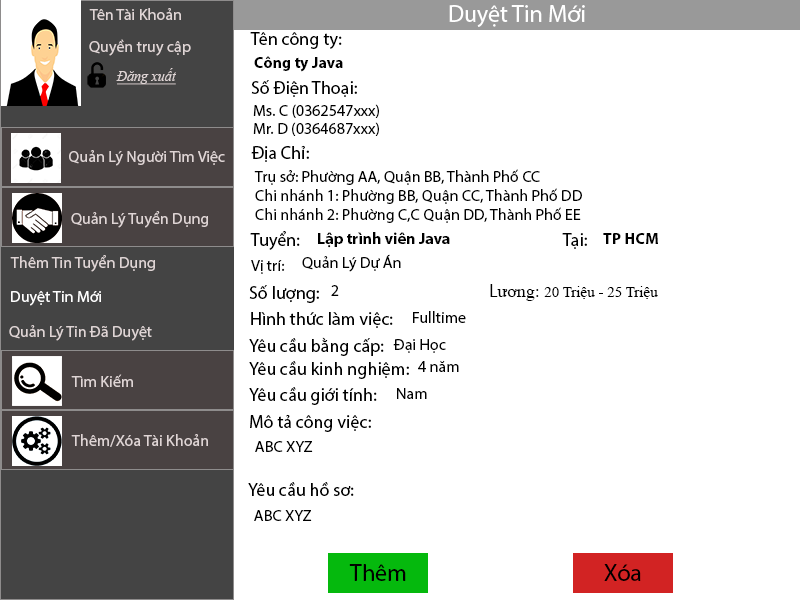 Tên Tài Khoản
Quyền truy cập
Đăng xuất
Quản Lý Người Tìm Việc
Quản Lý Tuyển Dụng
Thêm Tin Tuyển Dụng
Duyệt Tin Mới
Quản Lý Tin Đã Duyệt
Tìm Kiếm
Thêm/Xóa Tài Khoản
Duyệt Tin Mới
Tên công ty:
Công ty Java
Số Điện Thoại:
Ms. C (0362547xxx)
Mr. D (0364687xxx)
Địa Chỉ:
Trụ sở: Phường AA, Quận BB, Thành Phố CC
Chi nhánh 1: Phường BB, Quận CC, Thành Phố DD
Chi nhánh 2: Phường C,C Quận DD, Thành Phố EE
Tuyển: Lập trình viên Java Tại: TP HCM
Vị trí: Quản Lý Dự Án
Số lượng: 2 Lương: 20 Triệu - 25 Triệu
Hình thức làm việc: Fulltime
Yêu cầu bằng cấp: Đại Học
Yêu cầu kinh nghiệm: 4 năm
Yêu cầu giới tính: Nam
Mô tả công việc:
ABC XYZ
Yêu cầu hồ sơ:
ABC XYZ
Thêm Xóa